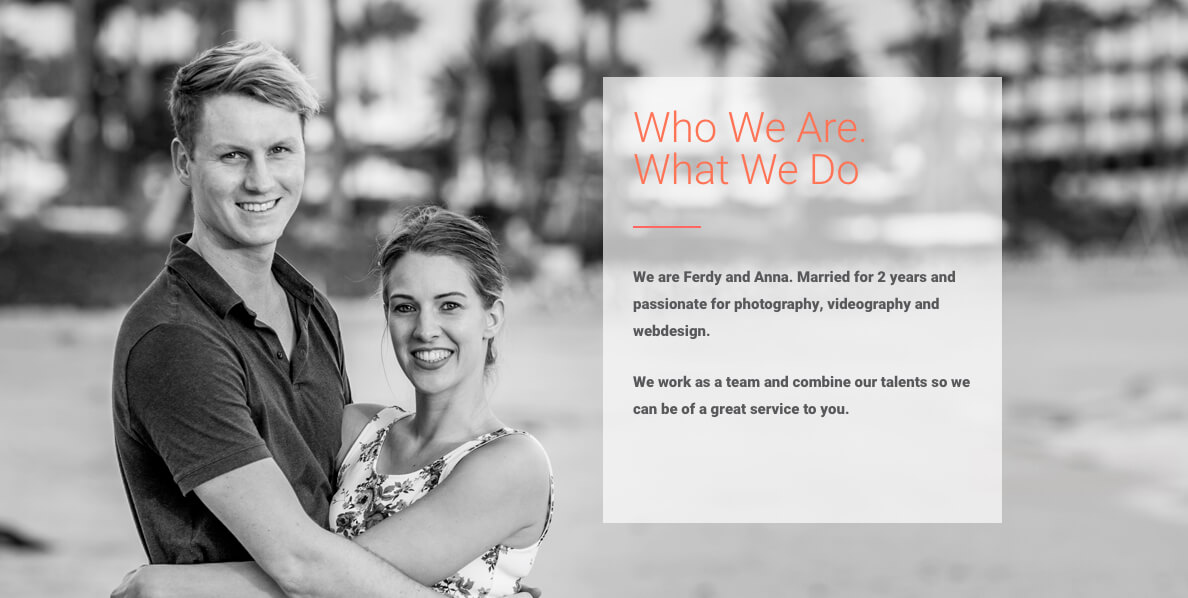 Who We Are.
What We Do
We are Ferdy and Anna. Married for 2 years and
passionate for photography, videography and
webdesign.
We work as a team and combine our talents so we
can be of a great service to you.